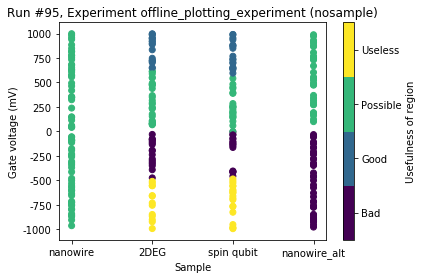 Run #95, Experiment offline_plotting_experiment (nosample)
1000
750
500
250
0
-250
-500
-750
-1000
Gate voltage (mV)
nanowire
2DEG
spin qubit
nanowire_alt
Sample
Useless
Possible
Good
Bad
Usefulness of region